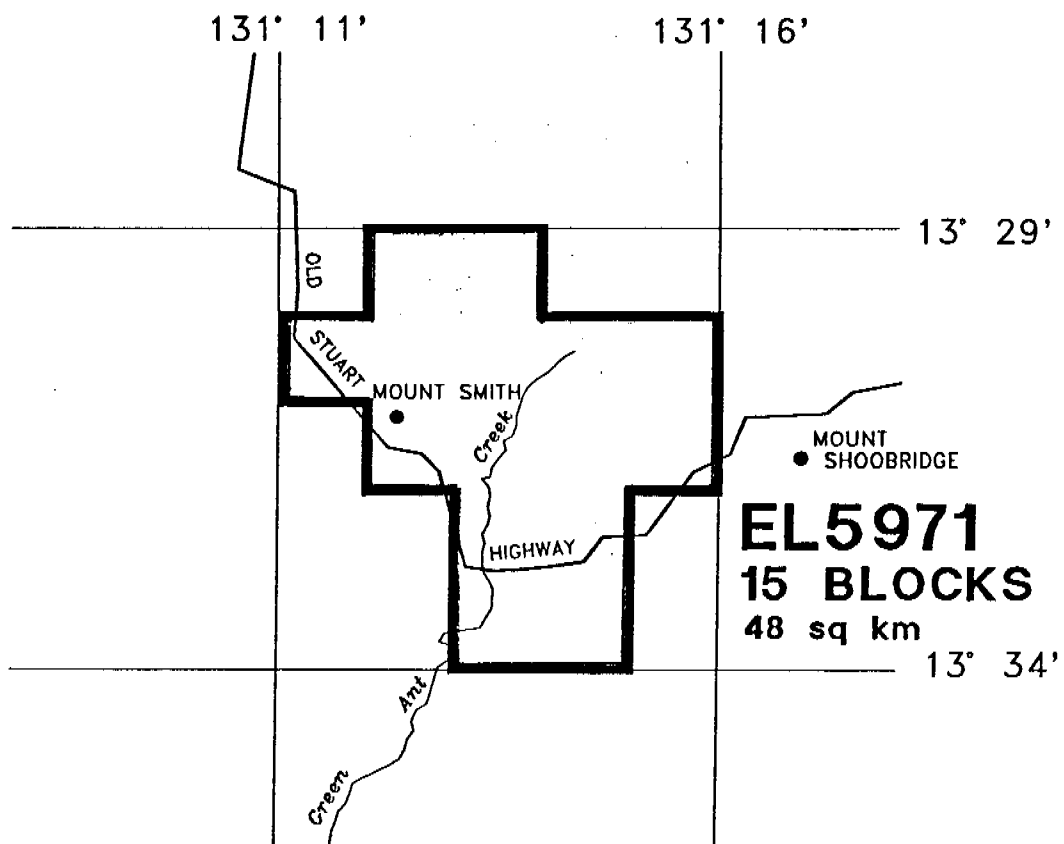 131° 11'
131° 16'
13° 29'
OLD
STUART
MOUNT SMITH
Creek
MOUNT
SHOOBRIDGE
EL5971
HIGHWAY
15 BLOCKS
48 sq km
13° 34'
Ant
Green